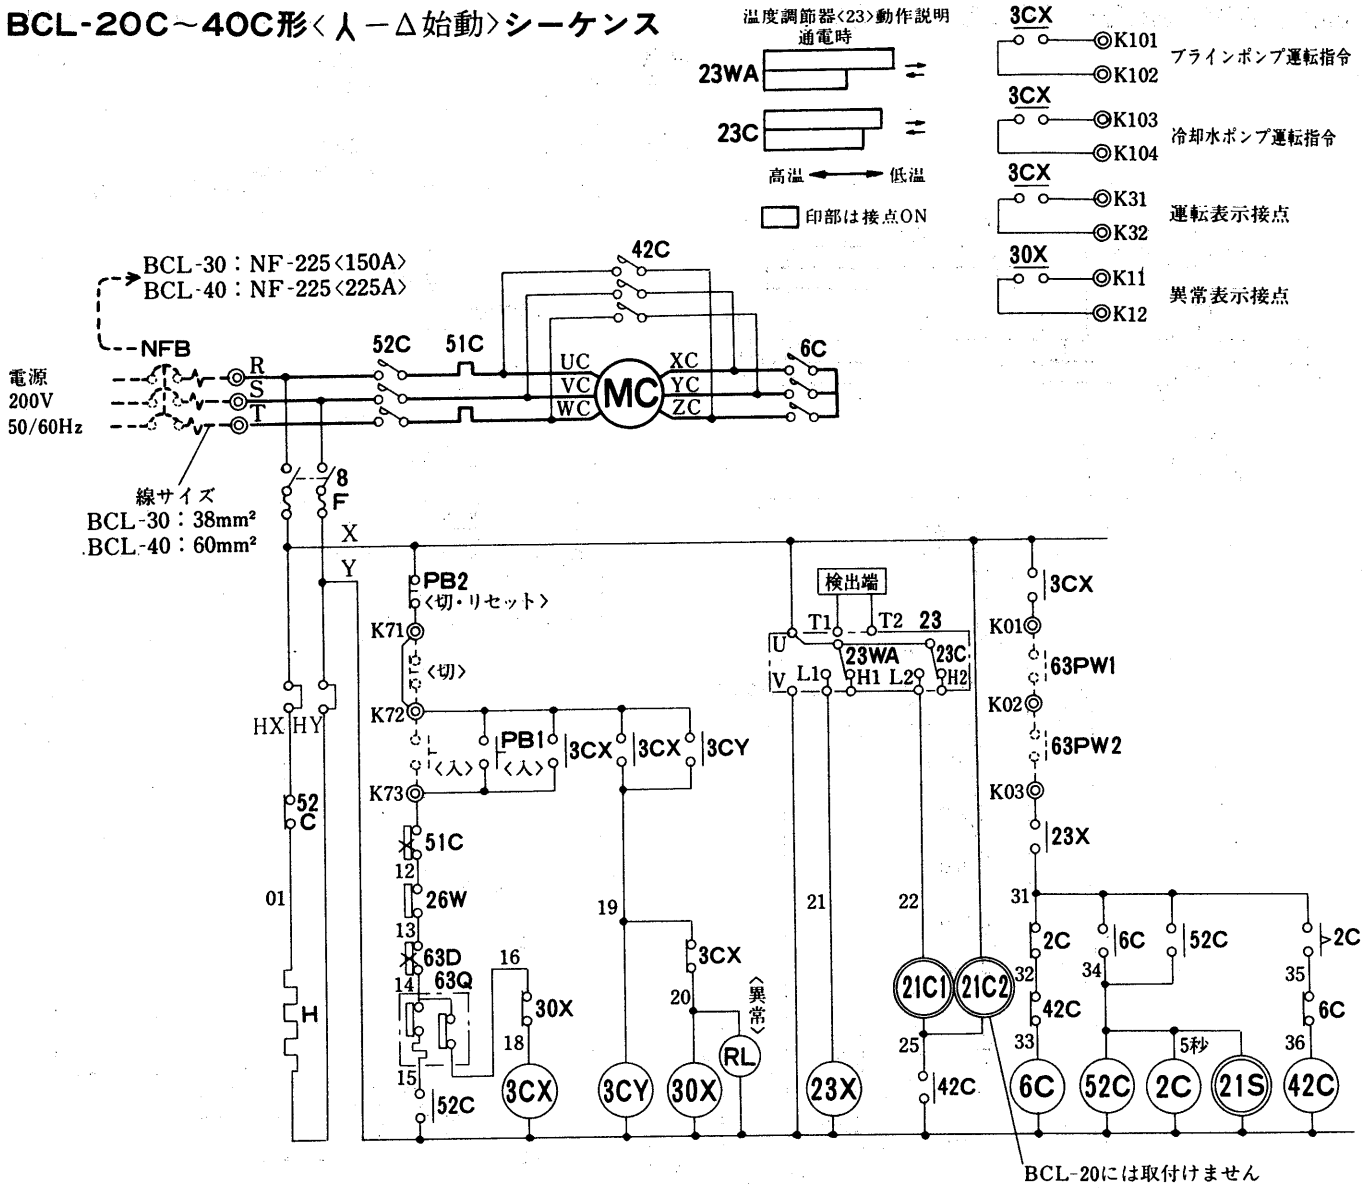 BCL-20C～40C形〈人－△始動〉シーケンス
温度調節器〈23〉動作説明
通電時
23WA
23C
高温 低温
印部は接点ON
3CX
K101
K102
ブラインポンプ運転指令
3CX
K103
K104
冷却水ポンプ運転指令
3CX
K31
K32
運転表示接点
30X
K11
K12
異常表示接点
BCL-30：NF-225〈150A〉
BCL-40：NF-225〈225A〉
42C
NFB
52C
51C
6C
電源
200V
50/60Hz
R
S
T
UC
VC
WC
MC
XC
YC
ZC
線サイズ
BCL-30：38mm²
BCL-40：60mm²
8
F
X
Y
PB2
〈切・リセット〉
K71
〈切〉
K72
〈入〉
PB1
〈入〉
3CX
3CX
3CY
K73
HX
HY
52
C
01
H
51C
12
26W
13
63D
14
63Q
15
52C
16
30X
18
3CX
19
3CX
20
〈異常〉
RL
3CY
30X
検出端
T1
T2
23
U
23WA
23C
V
L1
H1
L2
H2
21
22
23X
21C1
21C2
25
42C
3CX
K01
63PW1
K02
63PW2
K03
23X
31
2C
6C
52C
2C
32
34
35
42C
6C
33
5秒
36
6C
52C
2C
21S
42C
BCL-20には取付けません